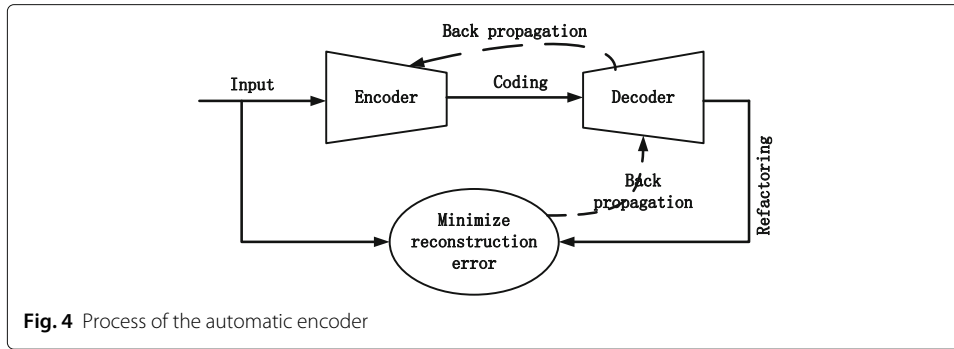 Back propagation
Input
Encoder
Coding
Decoder
Back
propagation
Refactoring
Minimize
reconstruction
error
Fig. 4 Process of the automatic encoder